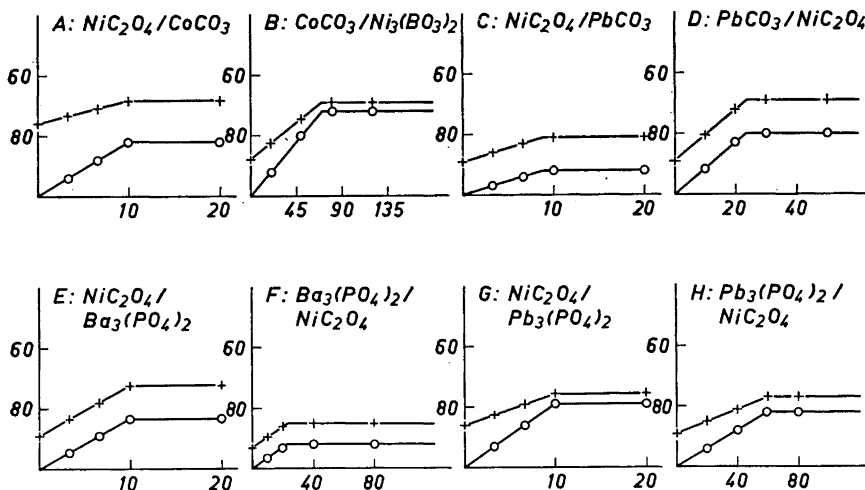 A: NiC2O4/CoCO3
60
80
10 20
B: CoCO3/Ni3(BO3)2
60
80
45 90 135
C: NiC2O4/PbCO3
60
80
10 20
D: PbCO3/NiC2O4
60
80
20 40
E: NiC2O4/
Ba3(PO4)2
60
80
10 20
F: Ba3(PO4)2/
NiC2O4
60
80
40 80
G: NiC2O4/
Pb3(PO4)2
60
80
10 20
H: Pb3(PO4)2/
NiC2O4
60
80
40 80